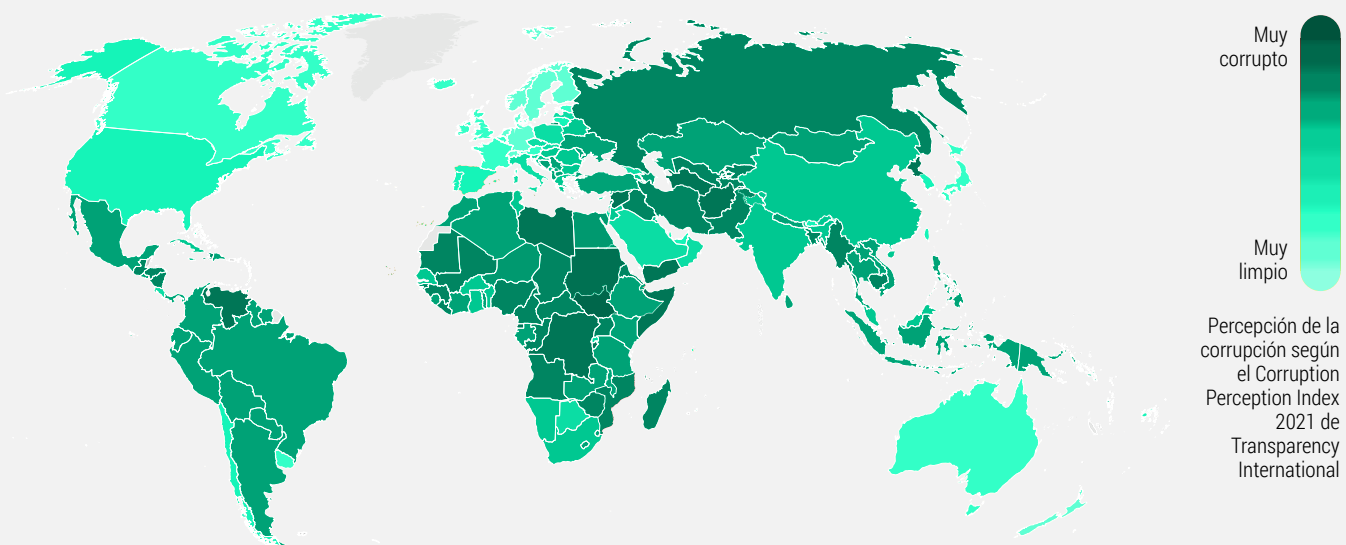 Muy
corrupto
Muy
limpio
Percepción de la
corrupción según
el Corruption
Perception Index
2021 de
Transparency
International